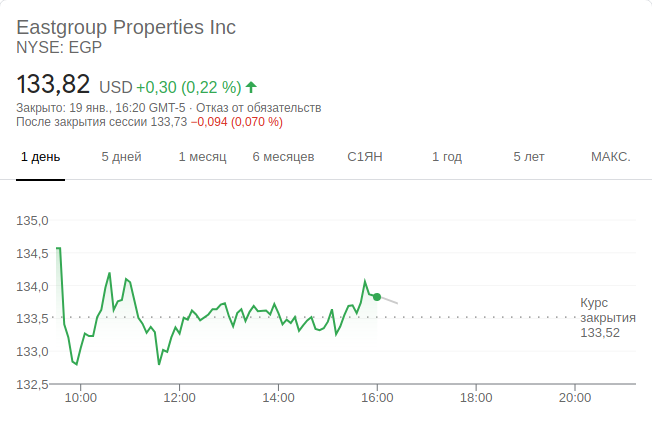 Eastgroup Properties Inc
NYSE: EGP
133,82 USD +0,30 (0,22 %)
Закрыто: 19 янв., 16:20 GMT-5 · Отказ от обязательств
После закрытия сессии 133,73 −0,094 (0,070 %)
1 день 5 дней 1 месяц 6 месяцев С1ЯН 1 год 5 лет МАКС.
135,0
134,5
134,0
133,5
133,0
132,5
Курс
закрытия
133,52
10:00 12:00 14:00 16:00 18:00 20:00